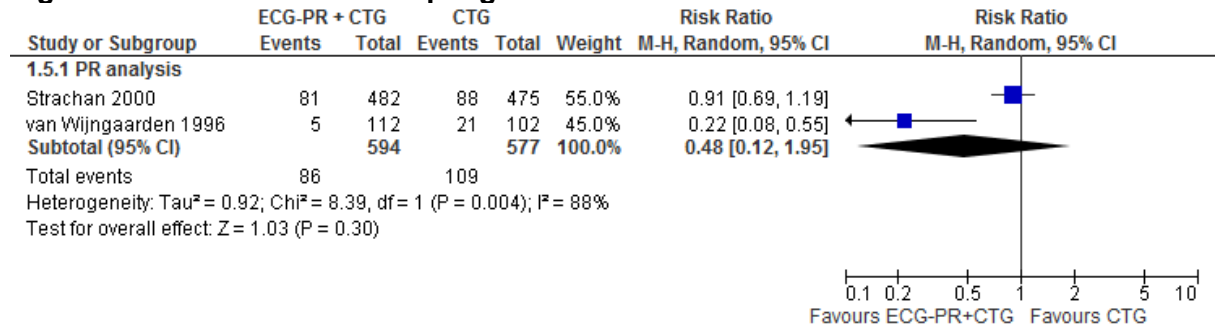 ECG-PR + CTG CTG Risk Ratio Risk Ratio
Study or Subgroup Events Total Events Total Weight M-H, Random, 95% CI M-H, Random, 95% CI
1.5.1 PR analysis
Strachan 2000 81 482 88 475 55.0% 0.91 [0.69, 1.19]
van Wijngaarden 1996 5 112 21 102 45.0% 0.22 [0.08, 0.55]
Subtotal (95% CI) 594 577 100.0% 0.48 [0.12, 1.95]
Total events 86 109
Heterogeneity: Tau² = 0.92; Chi² = 8.39, df = 1 (P = 0.004); I² = 88%
Test for overall effect: Z = 1.03 (P = 0.30)
0.1 0.2 0.5 1 2 5 10
Favours ECG-PR+CTG Favours CTG